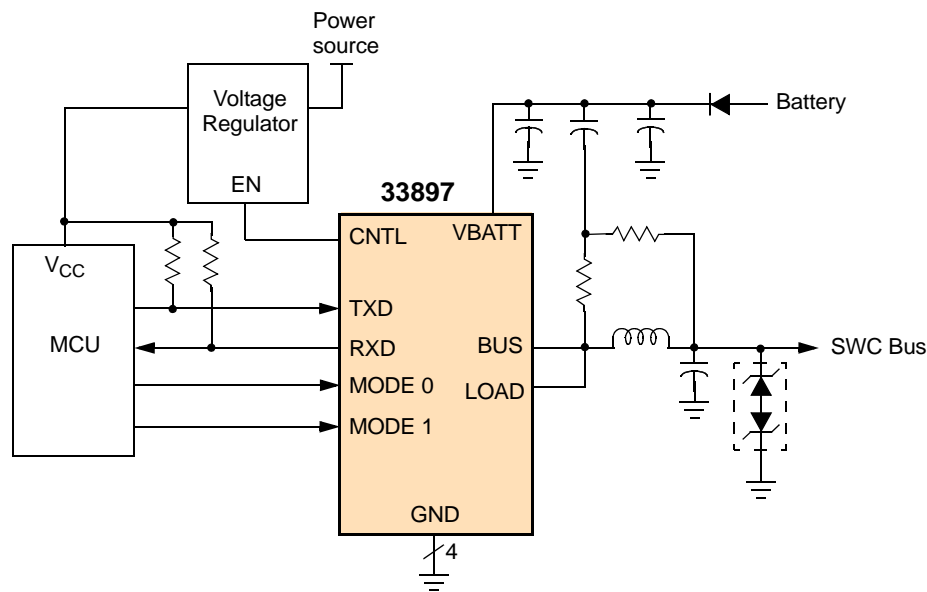 Power
source
Voltage
Regulator
EN
Battery
33897
CNTL
VBATT
VCC
MCU
TXD
RXD
MODE 0
MODE 1
BUS
LOAD
SWC Bus
GND
4